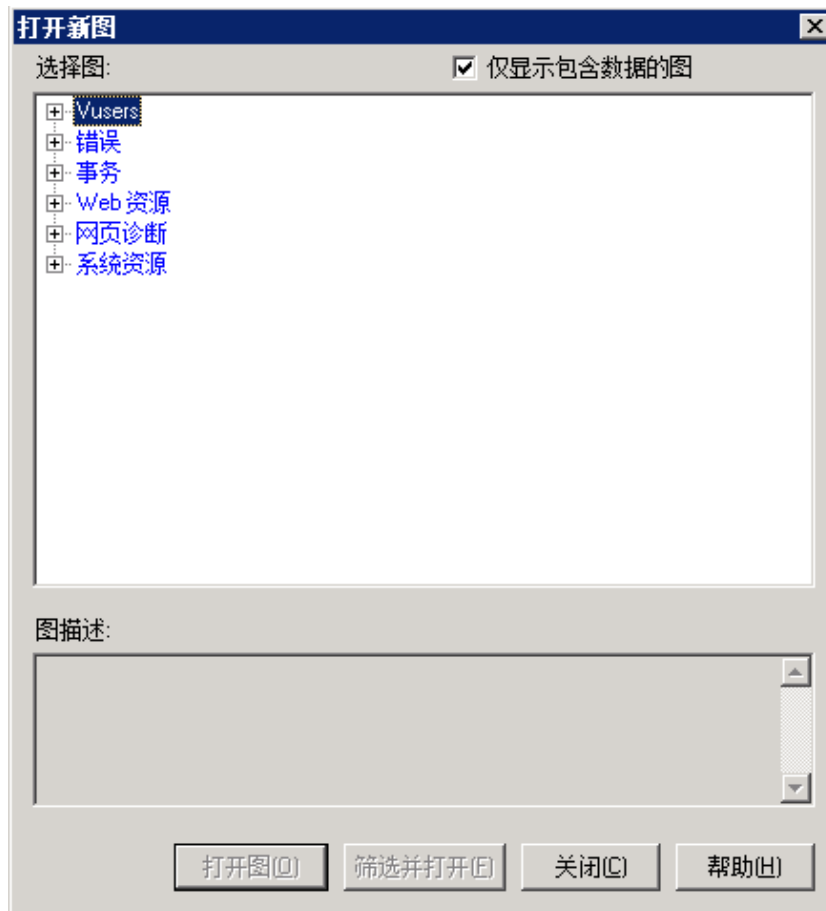 打开新图
选择图: 仅显示包含数据的图
Vusers
错误
事务
Web 资源
网页诊断
系统资源
图描述:
打开图(O) 筛选并打开(F) 关闭(C) 帮助(H)